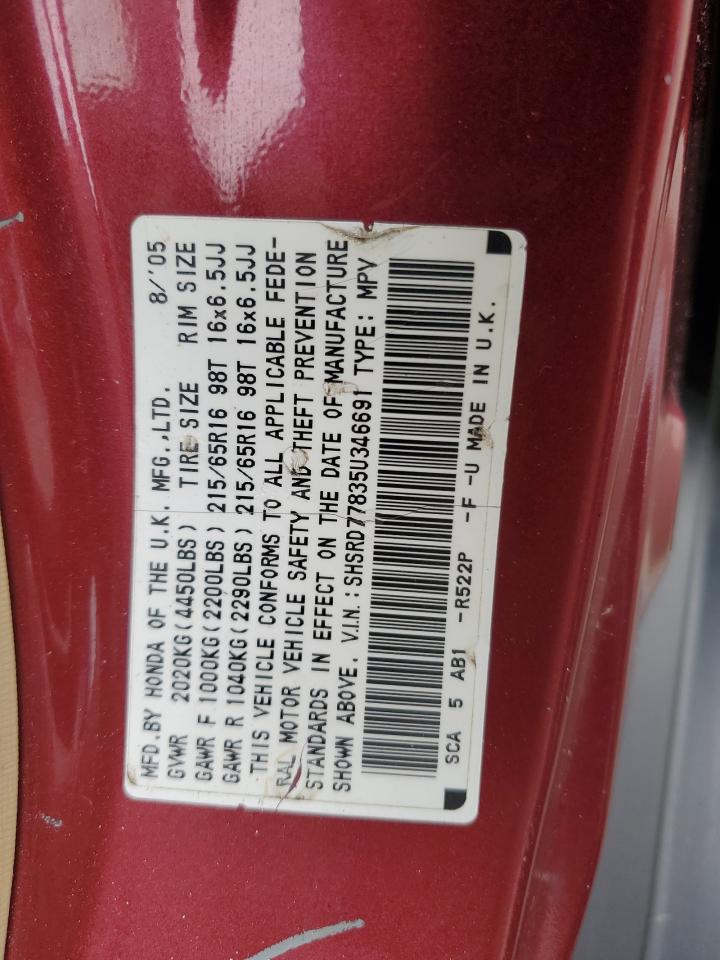 MFD.BY HONDA OF THE U.K. MFG.,LTD. 8/'05
GVWR 2020KG(4450LBS) TIRE SIZE RIM SIZE
GAWR F 1000KG(2200LBS) 215/65R16 98T 16x6.5JJ
GAWR R 1040KG(2290LBS) 215/65R16 98T 16x6.5JJ
THIS VEHICLE CONFORMS TO ALL APPLICABLE FEDE-
RAL MOTOR VEHICLE SAFETY AND THEFT PREVENTION
STANDARDS IN EFFECT ON THE DATE OF MANUFACTURE
SHOWN ABOVE. V.I.N.:SHSRD77835U346691 TYPE: MPV
SCA 5 AB1 -R522P -F -U MADE IN U.K.